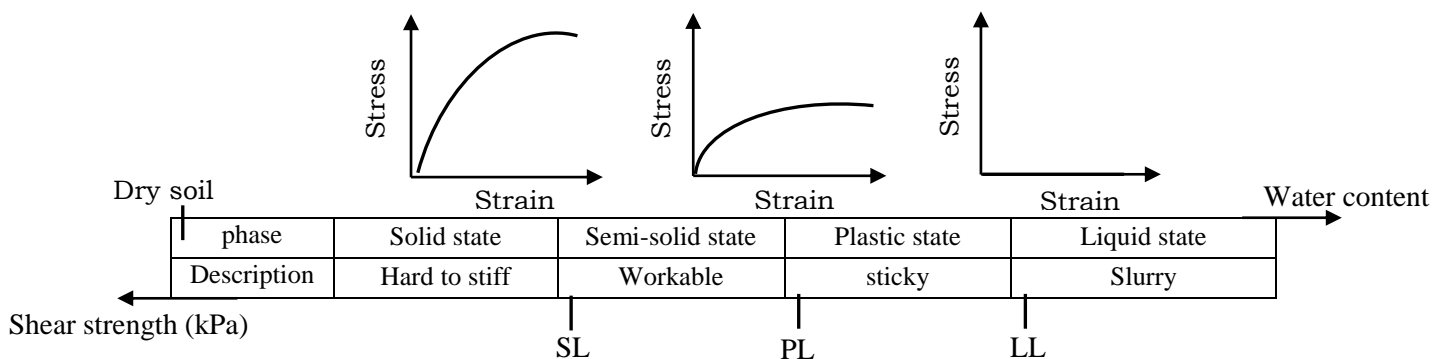 Stress
Strain
Stress
Strain
Stress
Strain
Dry soil
Water content
phase Solid state Semi-solid state Plastic state Liquid state
Description Hard to stiff Workable sticky Slurry
Shear strength (kPa)
SL PL LL